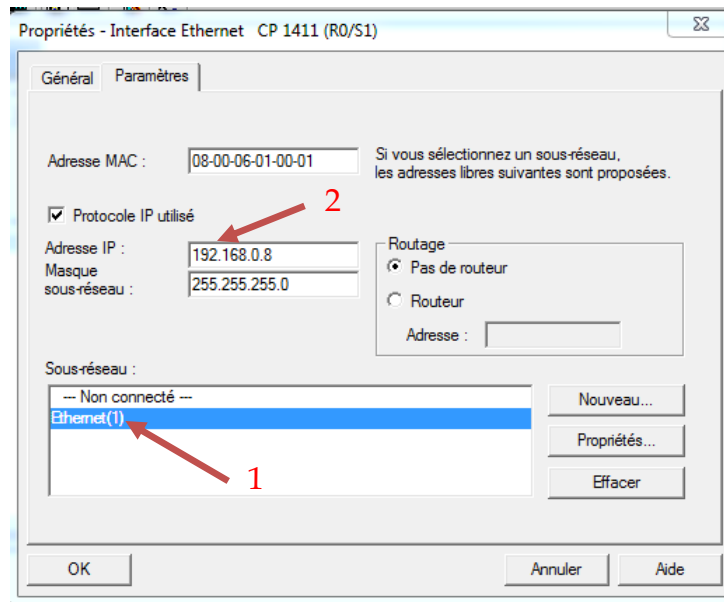 Propriétés - Interface Ethernet CP 1411 (R0/S1)
Général Paramètres
Adresse MAC : 08-00-06-01-00-01
Si vous sélectionnez un sous-réseau,
les adresses libres suivantes sont proposées.
2
Protocole IP utilisé
Adresse IP : 192.168.0.8
Masque
sous-réseau : 255.255.255.0
Routage
Pas de routeur
Routeur
Adresse :
Sous-réseau :
--- Non connecté ---
Ethernet(1)
1
Nouveau...
Propriétés...
Effacer
OK Annuler Aide